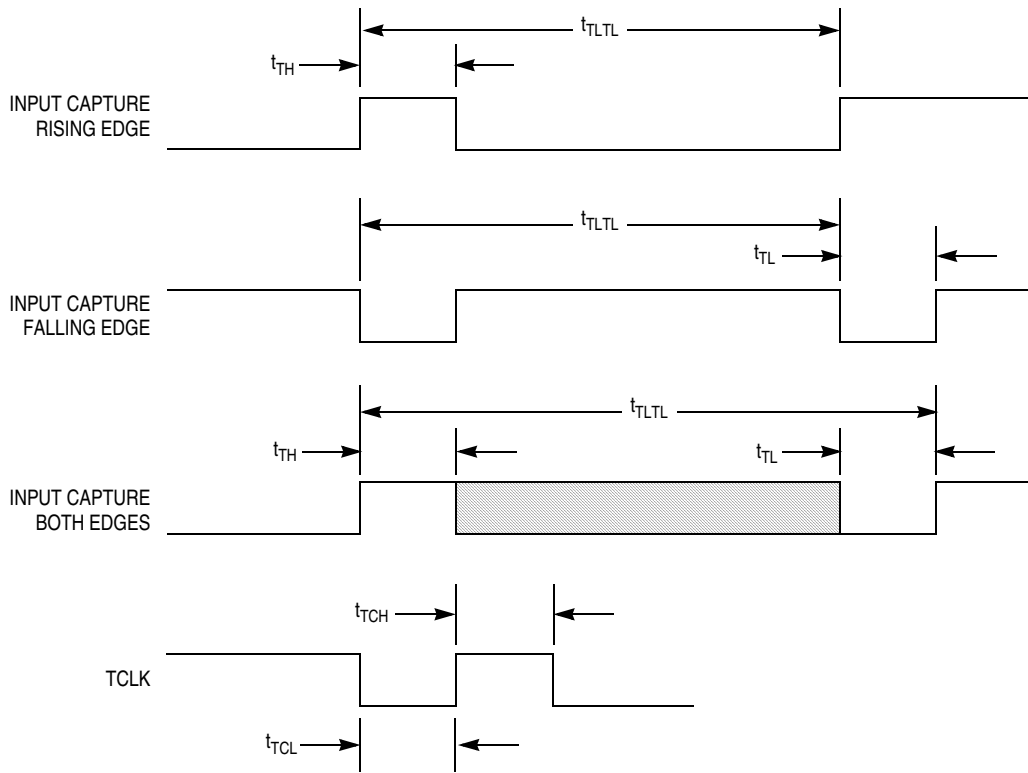 tTLTL
tTH
INPUT CAPTURE
RISING EDGE
tTLTL
tTL
INPUT CAPTURE
FALLING EDGE
tTLTL
tTH
tTL
INPUT CAPTURE
BOTH EDGES
tTCH
TCLK
tTCL